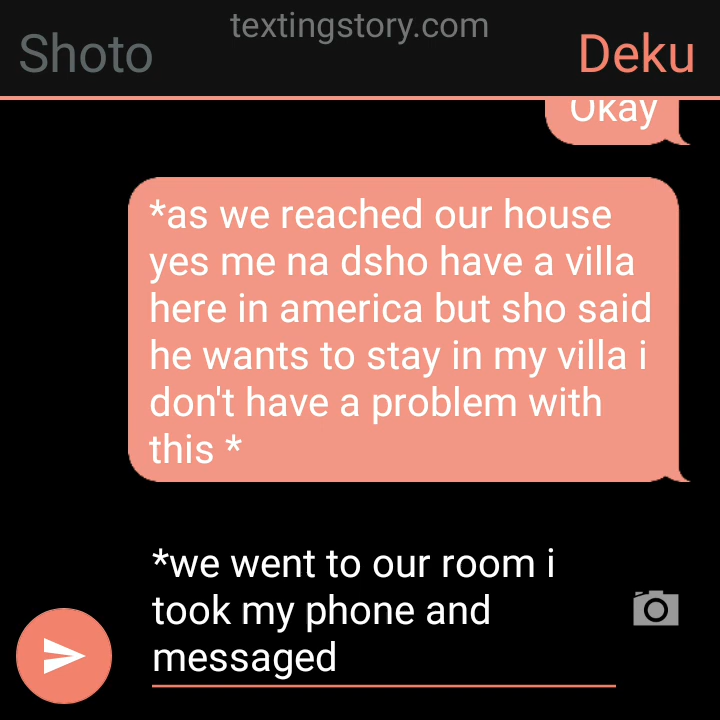 textingstory.com
Shoto
Deku
Okay
*as we reached our house
yes me na dsho have a villa
here in america but sho said
he wants to stay in my villa i
don't have a problem with
this *
*we went to our room i
took my phone and
messaged